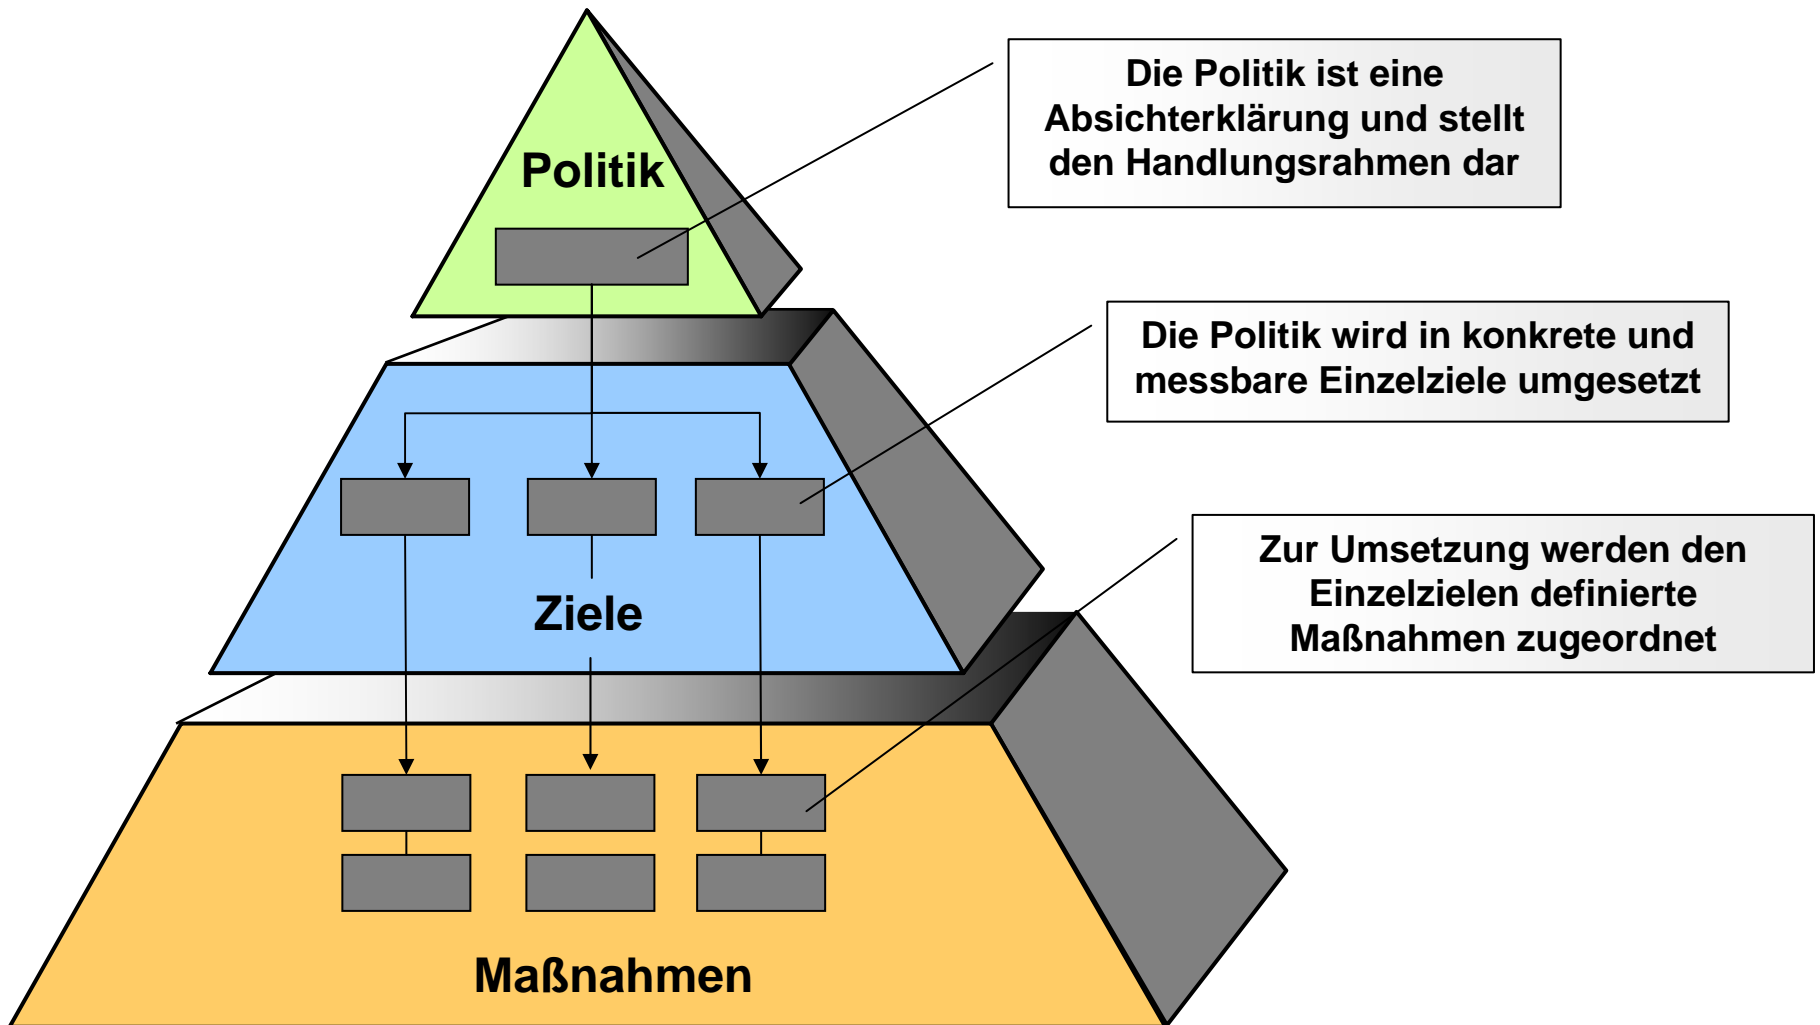 Politik
Die Politik ist eine
Absichterklärung und stellt
den Handlungsrahmen dar
Die Politik wird in konkrete und
messbare Einzelziele umgesetzt
Ziele
Zur Umsetzung werden den
Einzelzielen definierte
Maßnahmen zugeordnet
Maßnahmen